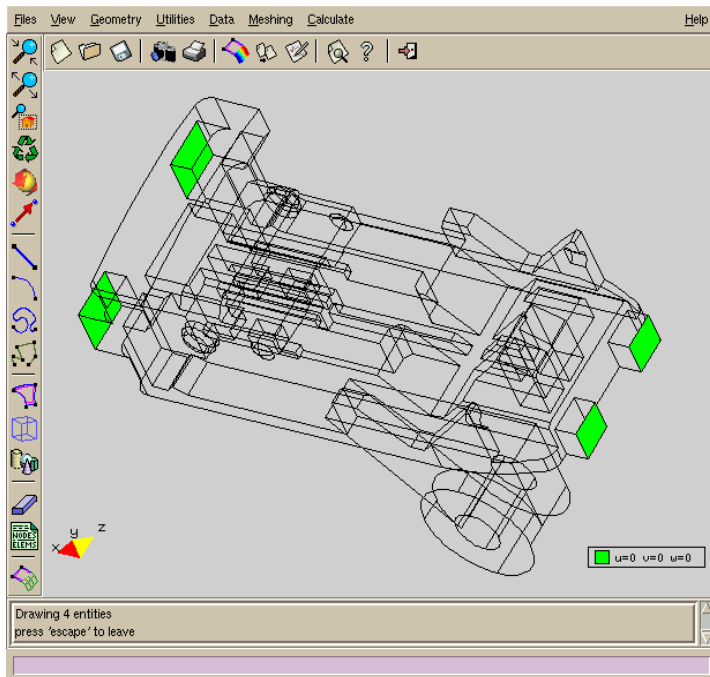 Files View Geometry Utilities Data Meshing Calculate Help
?
NODES
ELEMS
x y z
u=0 v=0 w=0
Drawing 4 entities
press 'escape' to leave